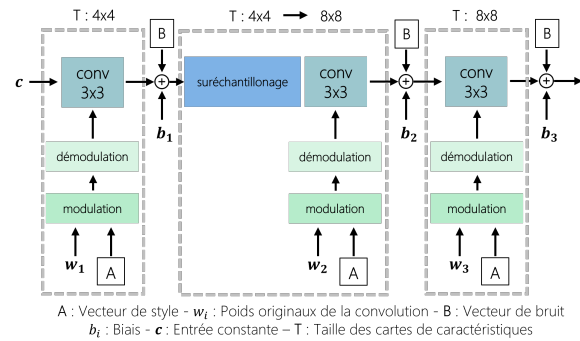 T : 4x4
T : 4x4 → 8x8
T : 8x8
B
B
B
c
conv
3x3
suréchantillonage
conv
3x3
conv
3x3
b₁
b₂
b₃
démodulation
démodulation
démodulation
modulation
modulation
modulation
w₁
A
w₂
A
w₃
A
A : Vecteur de style - wᵢ : Poids originaux de la convolution - B : Vecteur de bruit
bᵢ : Biais - c : Entrée constante – T : Taille des cartes de caractéristiques